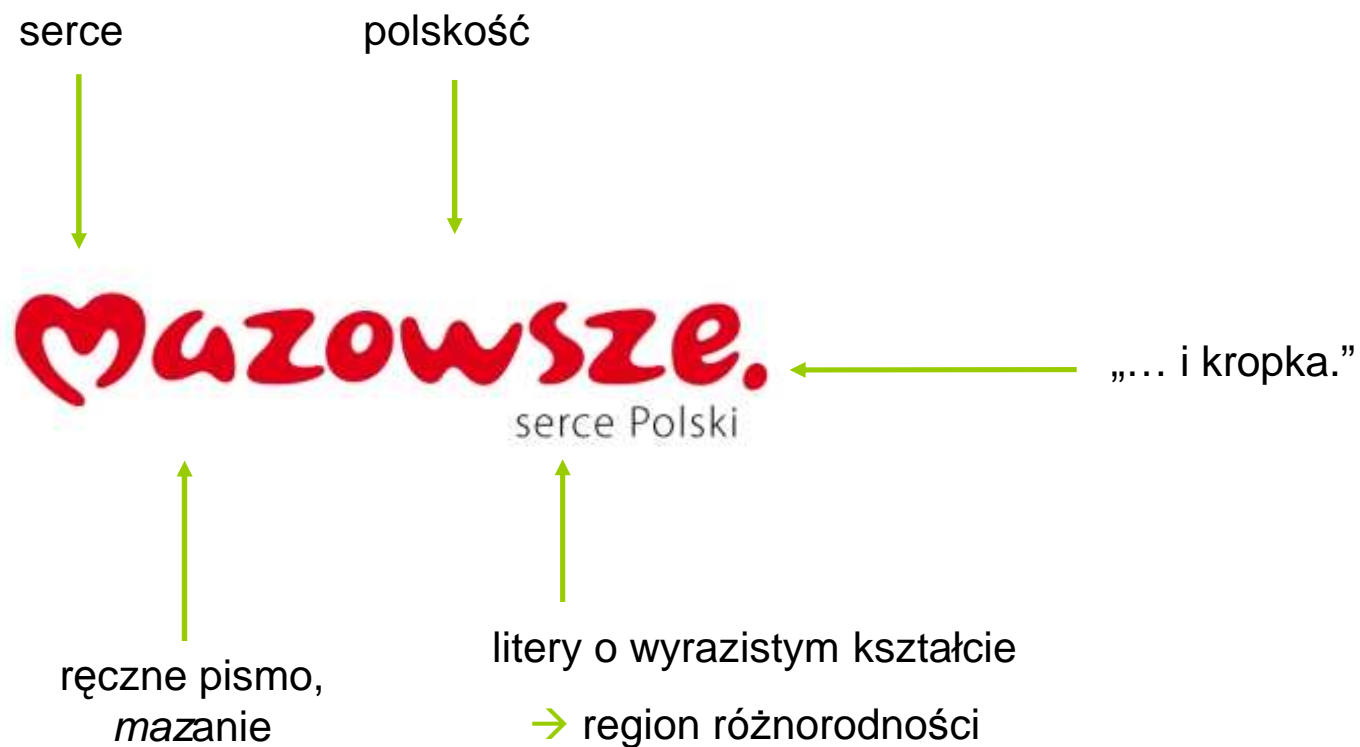 serce
polskość
mazowsze.
serce Polski
„… i kropka.”
ręczne pismo,
mazanie
litery o wyrazistym kształcie
→ region różnorodności